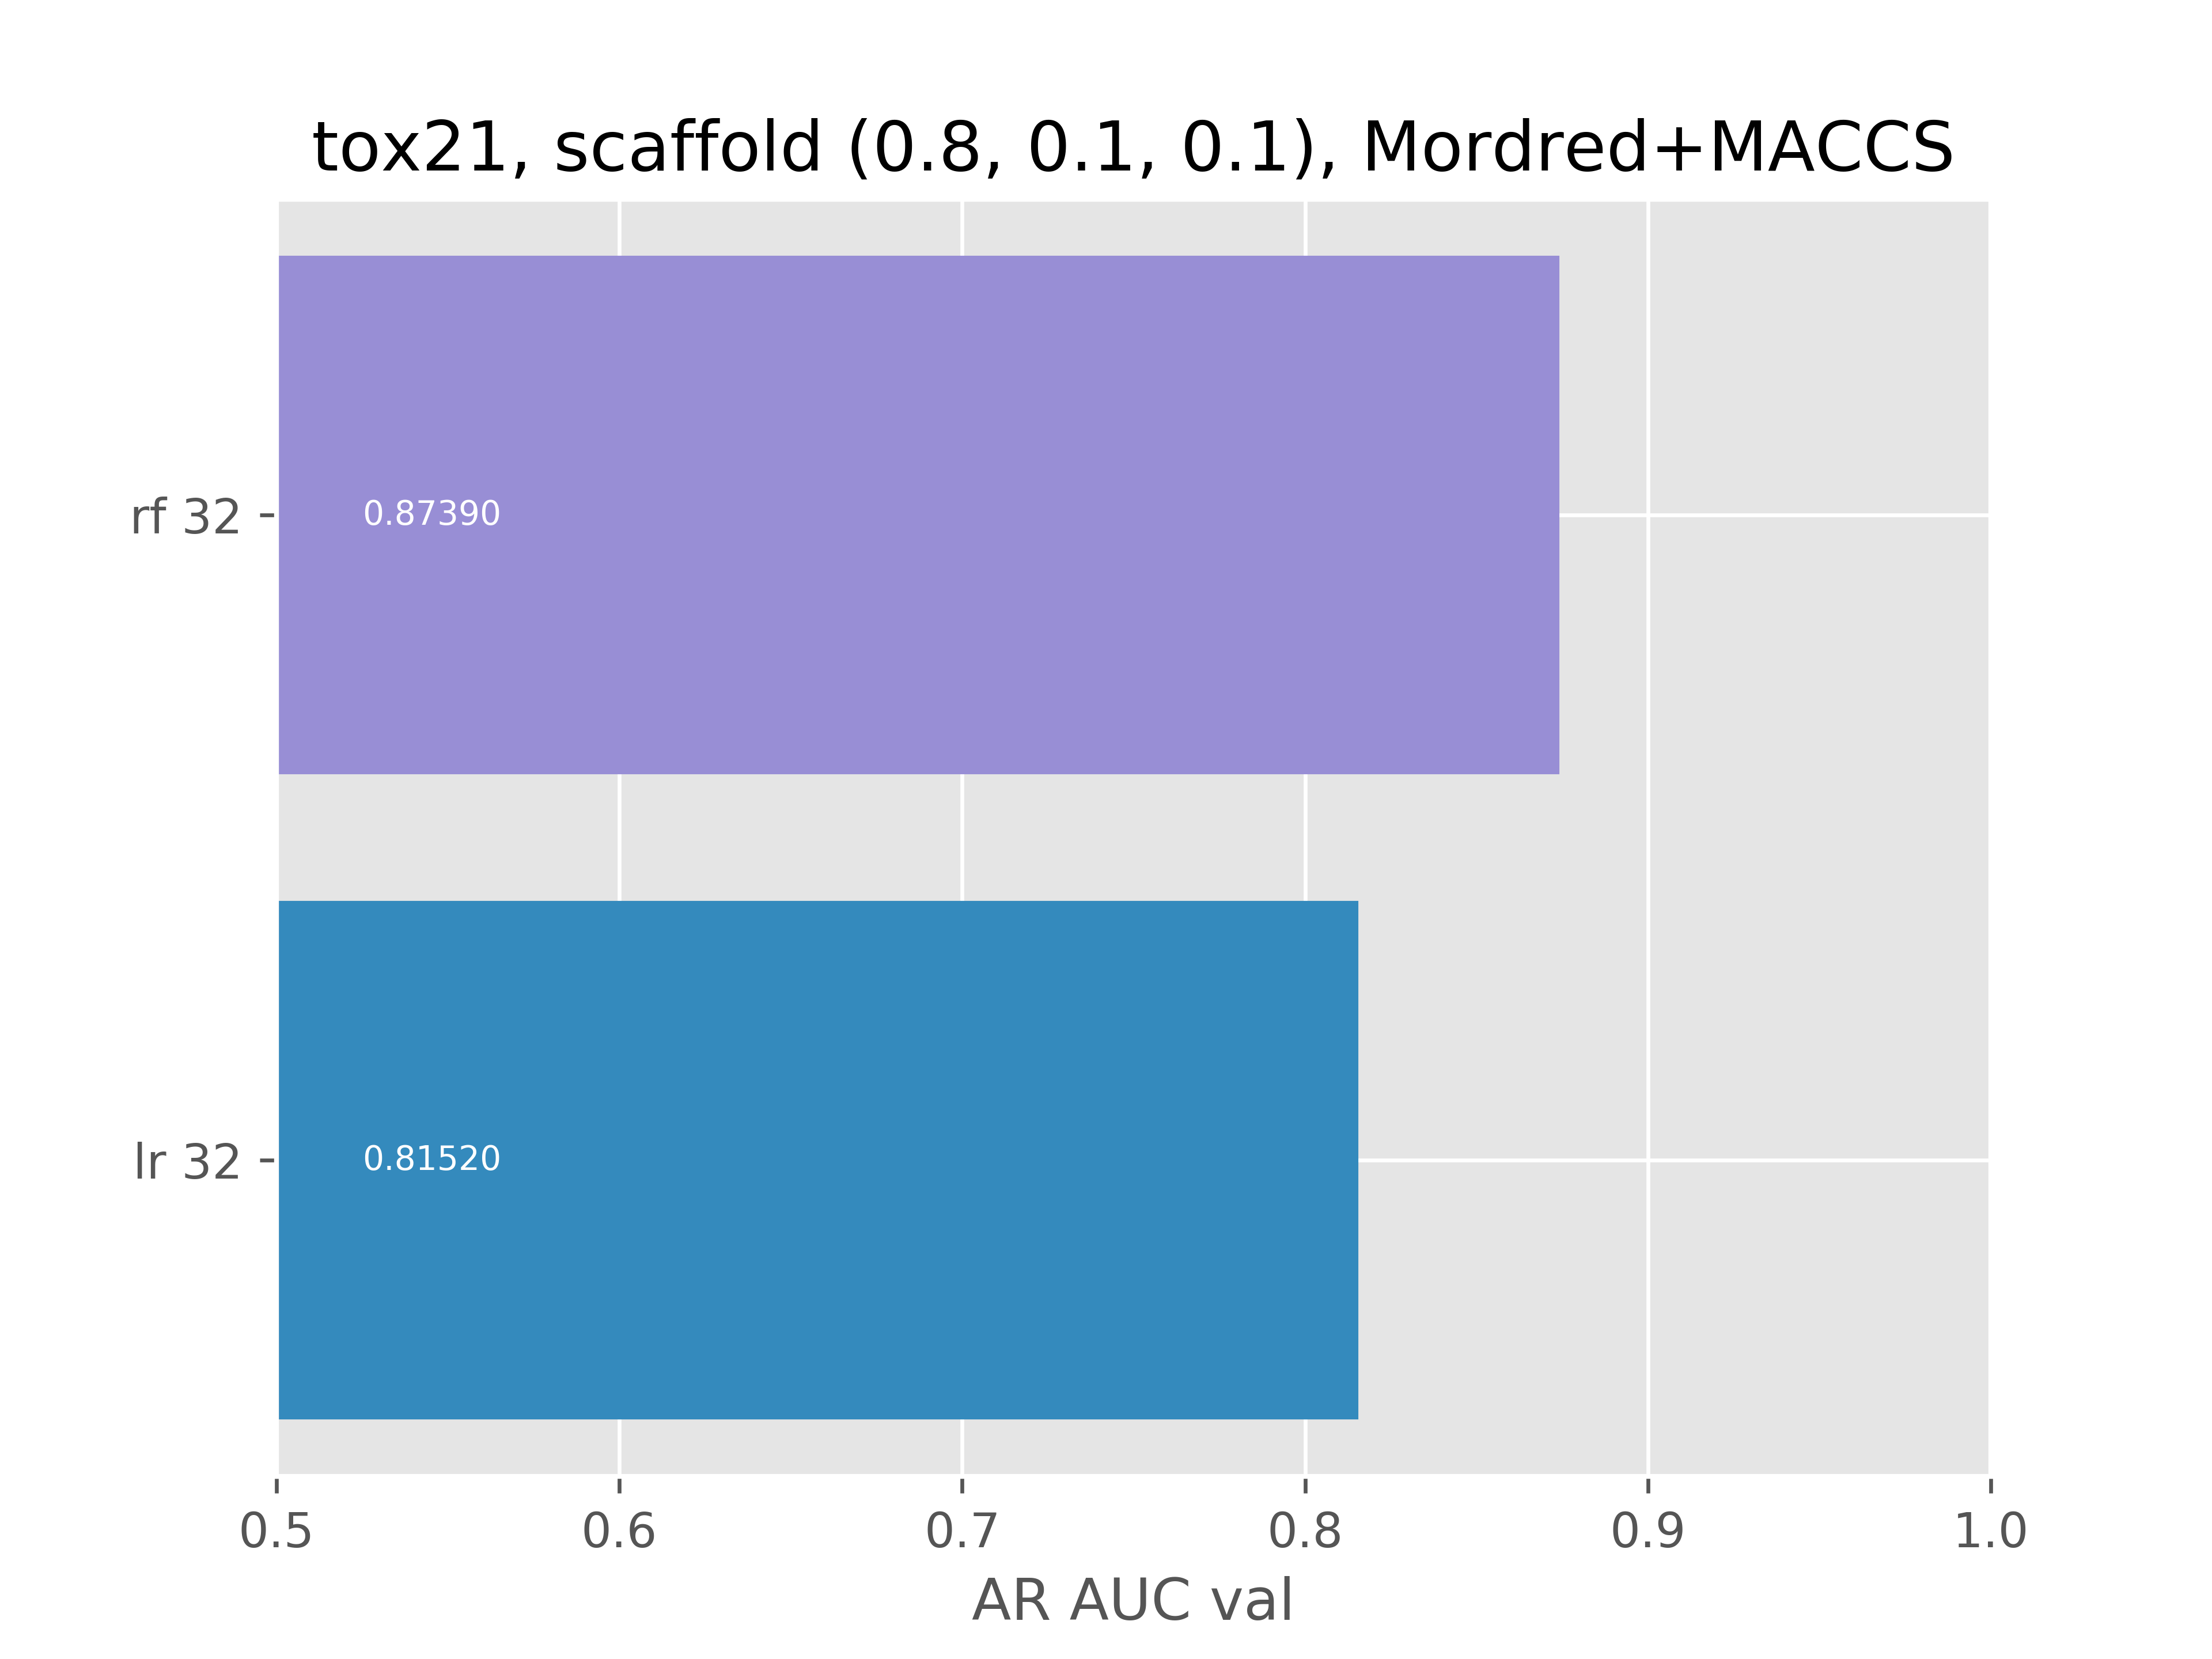 tox21, scaffold (0.8, 0.1, 0.1), Mordred+MACCS
rf 32
0.87390
lr 32
0.81520
0.5 0.6 0.7 0.8 0.9 1.0
AR AUC val